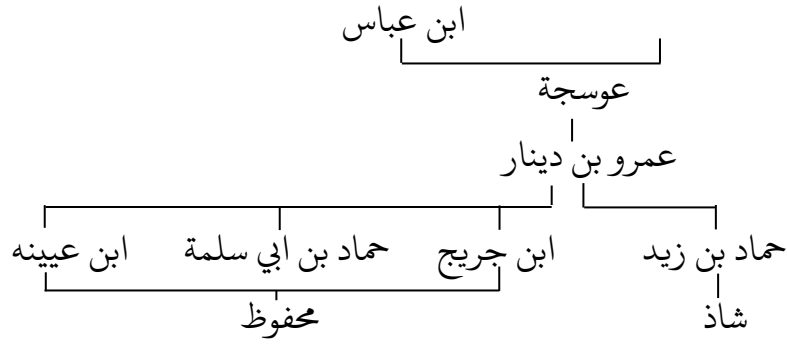 ابن عباس
عوسجة
عمرو بن دينار
حماد بن زيد ابن جريج حماد بن ابي سلمة ابن عيينه
شاذ محفوظ